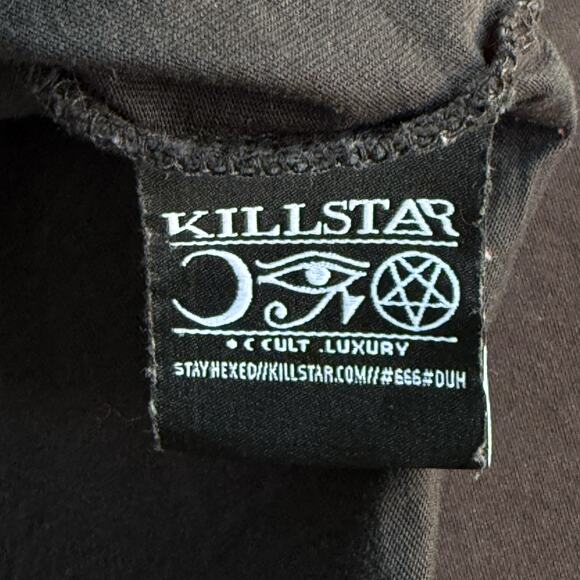 KILLSTAR
OCCULT LUXURY
STAYHEXED//KILLSTAR.COM//#666#DUH